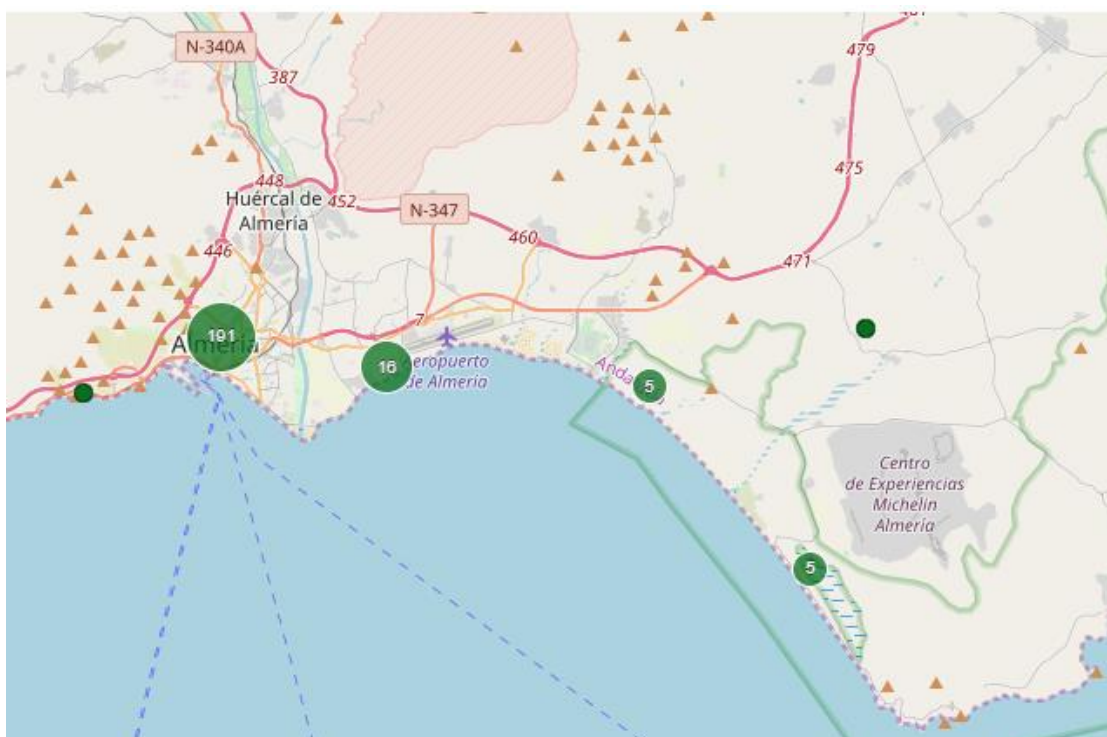 481
479
N-340A
387
475
448
Huércal de
Almería
452
N-347
446
460
471
7
191
Almería
16
Aeropuerto
de Almería
5
Centro
de Experiencias
Michelin
Almería
5